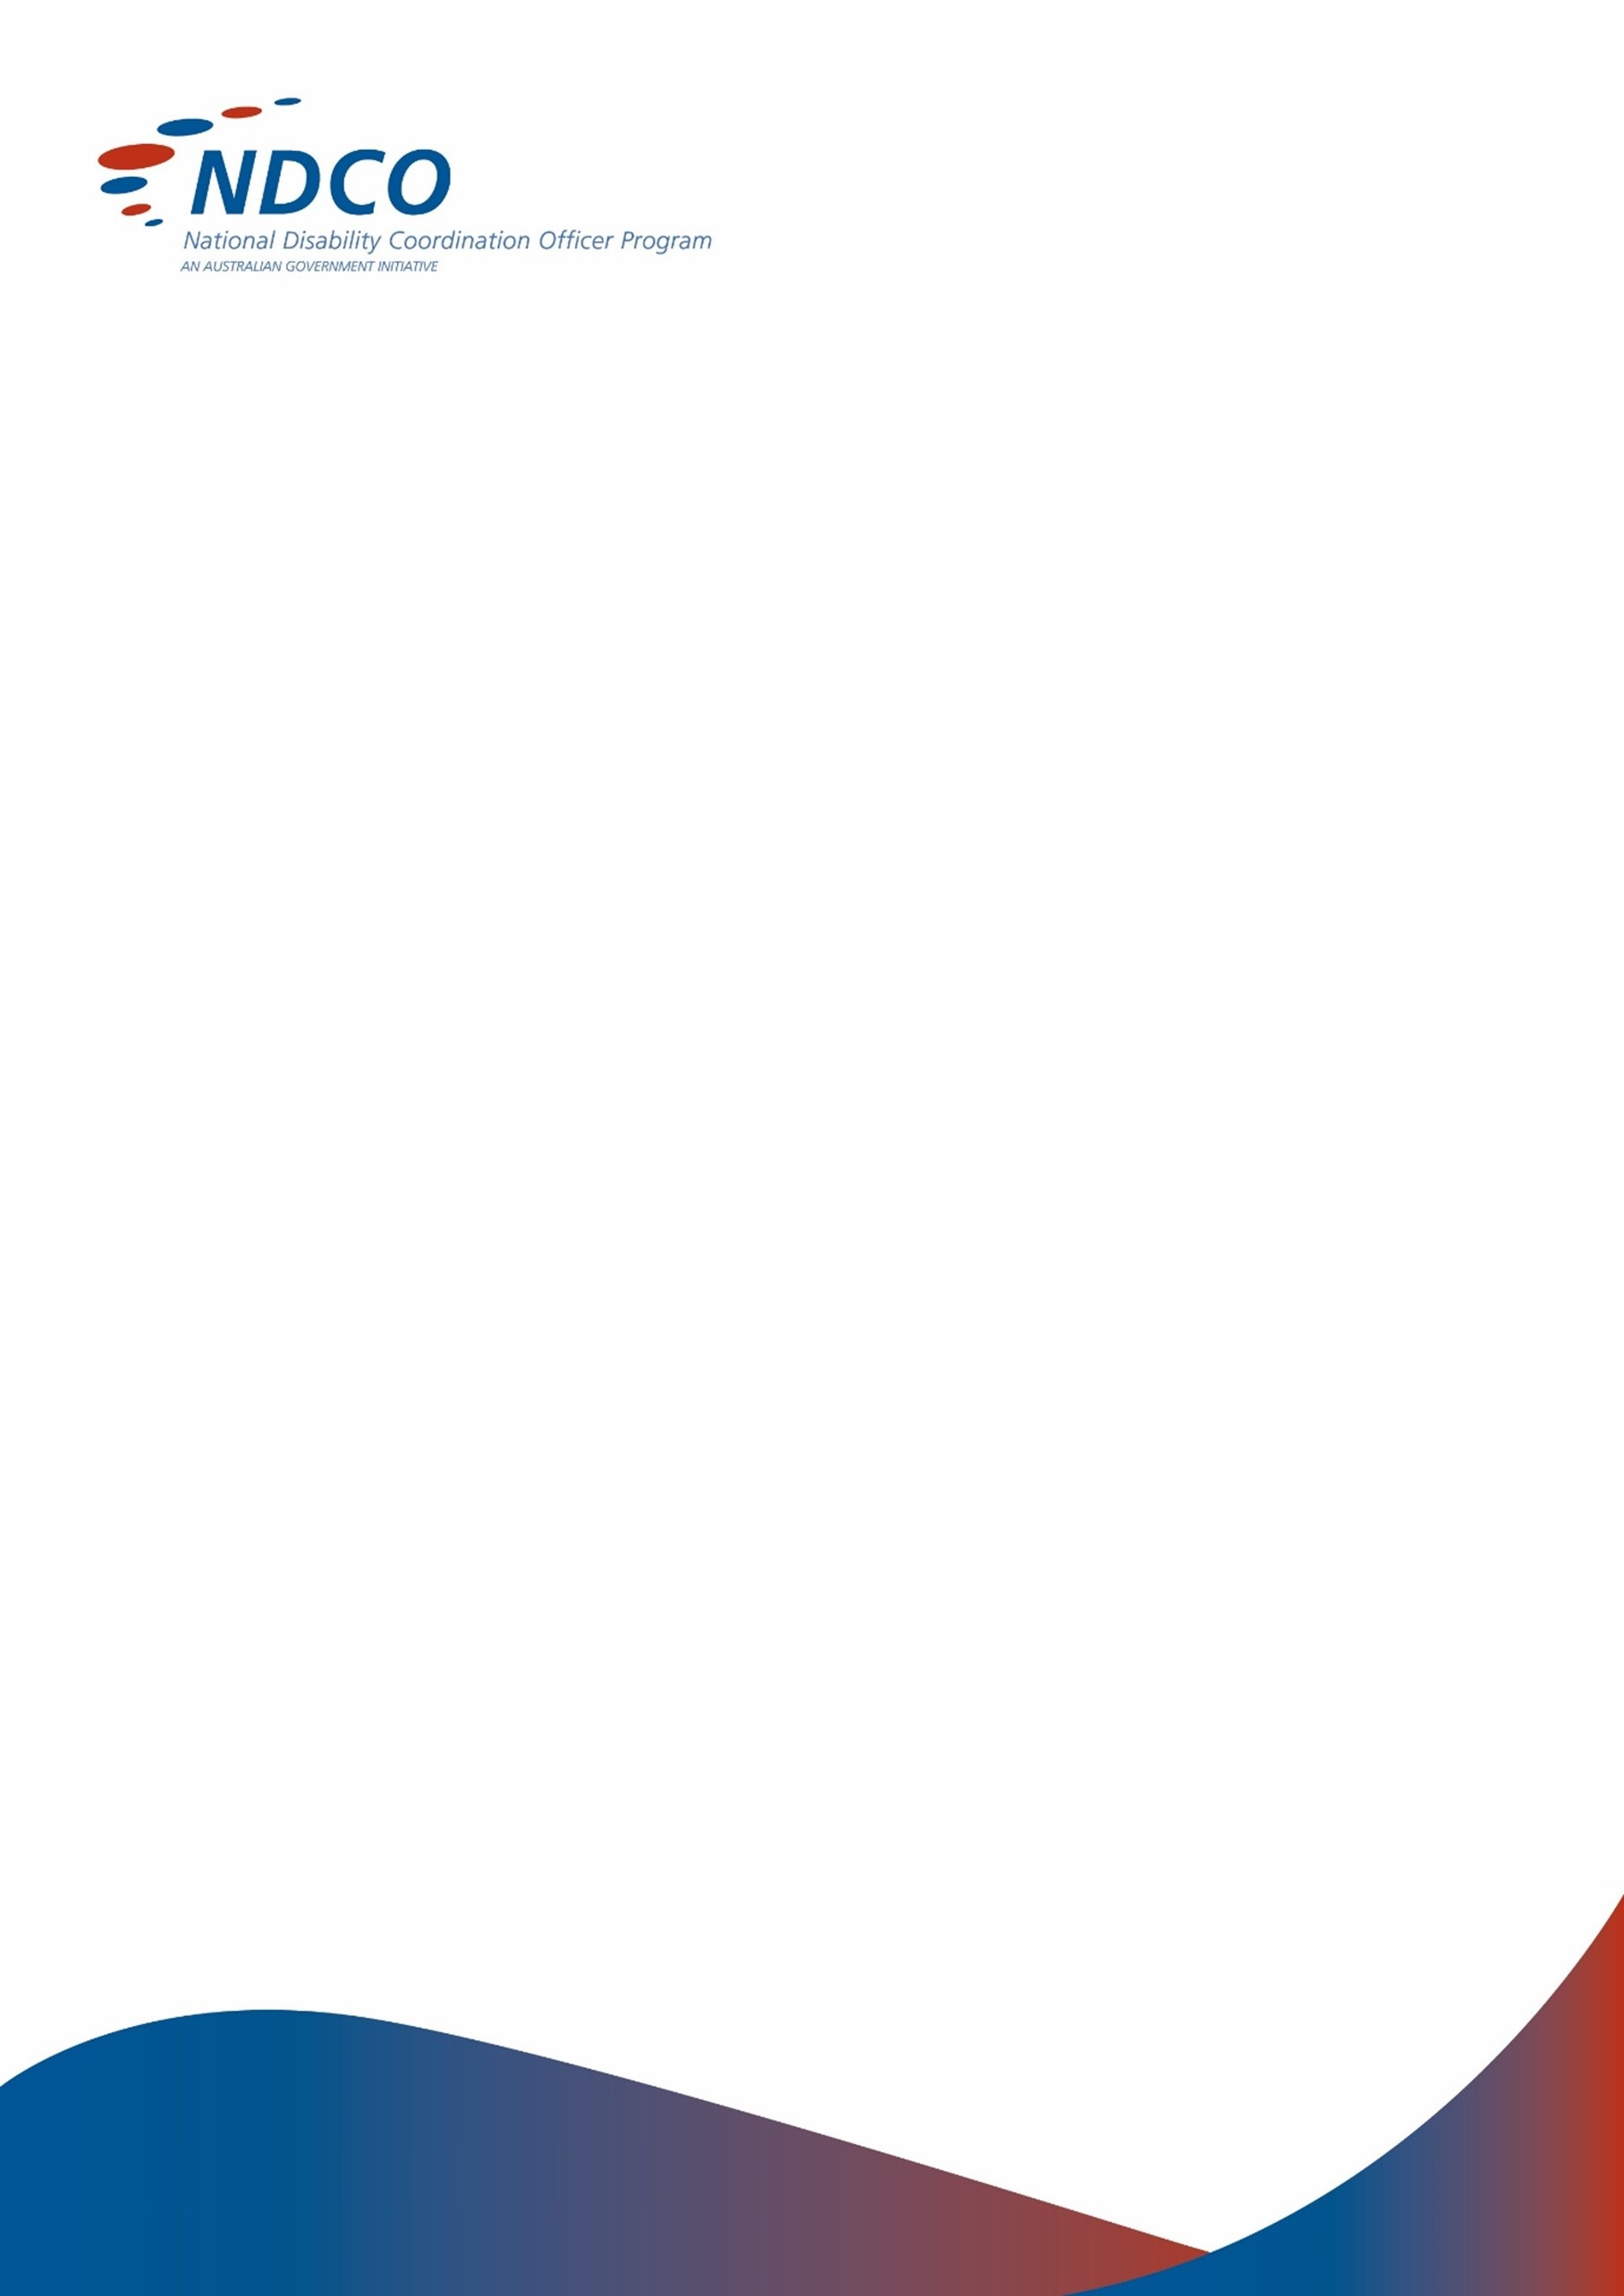 NDCO
National Disability Coordination Officer Program
AN AUSTRALIAN GOVERNMENT INITIATIVE